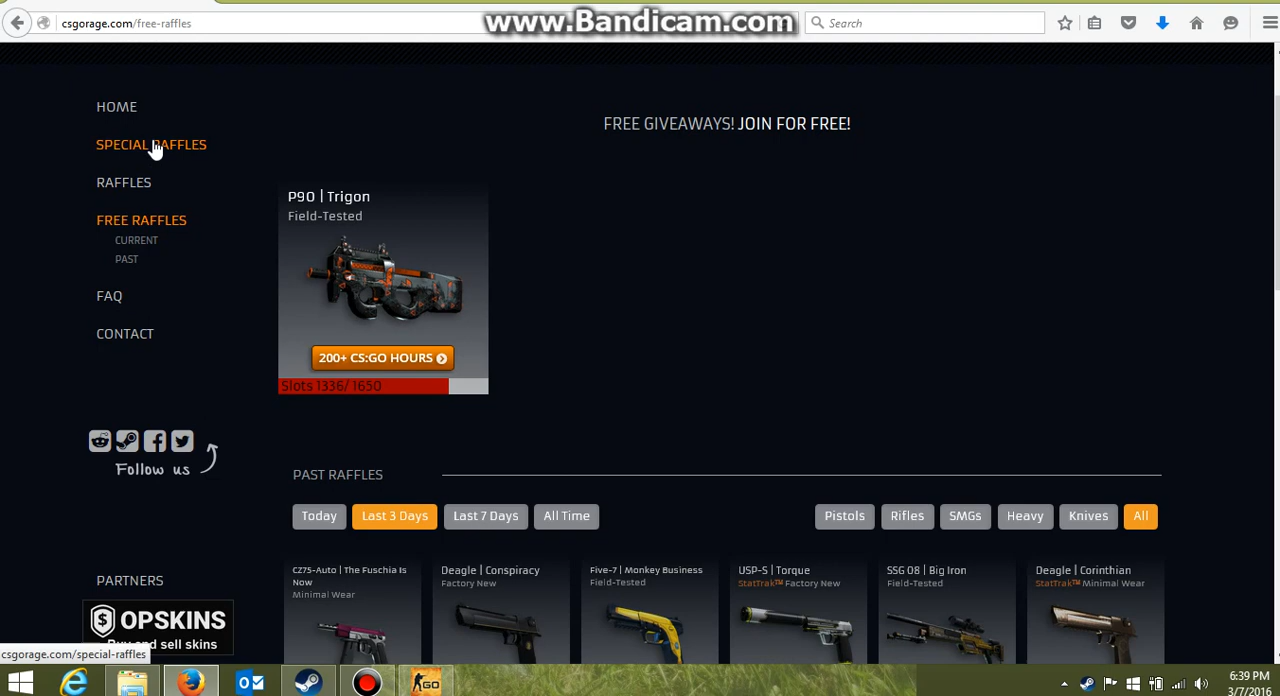 csgorage.com/free-raffles
www.Bandicam.com
Search
HOME
SPECIAL RAFFLES
RAFFLES
FREE RAFFLES
CURRENT
PAST
FAQ
CONTACT
Follow us
PARTNERS
OPSKINS
Buy and sell skins
csgorage.com/special-raffles
FREE GIVEAWAYS! JOIN FOR FREE!
P90 | Trigon
Field-Tested
200+ CS:GO HOURS
Slots 1336/1650
PAST RAFFLES
Today
Last 3 Days
Last 7 Days
All Time
Pistols
Rifles
SMGs
Heavy
Knives
All
CZ75-Auto | The Fuschia Is
Now
Minimal Wear
Deagle | Conspiracy
Factory New
Five-7 | Monkey Business
Field-Tested
USP-S | Torque
StatTrak™ Factory New
SSG 08 | Big Iron
Field-Tested
Deagle | Corinthian
StatTrak™ Minimal Wear
GO
6:39 PM
3/7/2016